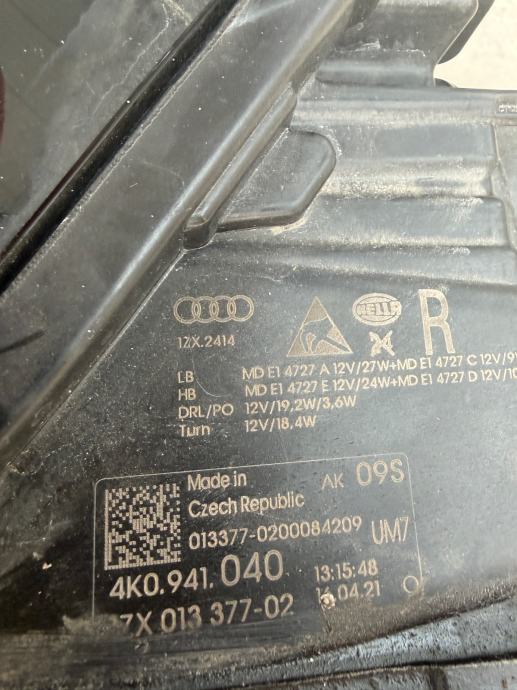 HELLA
R
1ZX.2414
LB MD E1 4727 A 12V/27W+MD E1 4727 C 12V/9W
HB MD E1 4727 E 12V/24W+MD E1 4727 D 12V/10
DRL/PO 12V/19,2W/3,6W
Turn 12V/18,4W
Made in AK 09S
Czech Republic
013377-0200084209 UM7
4K0.941.040 13:15:48
ZX 013 377-02 .04.21